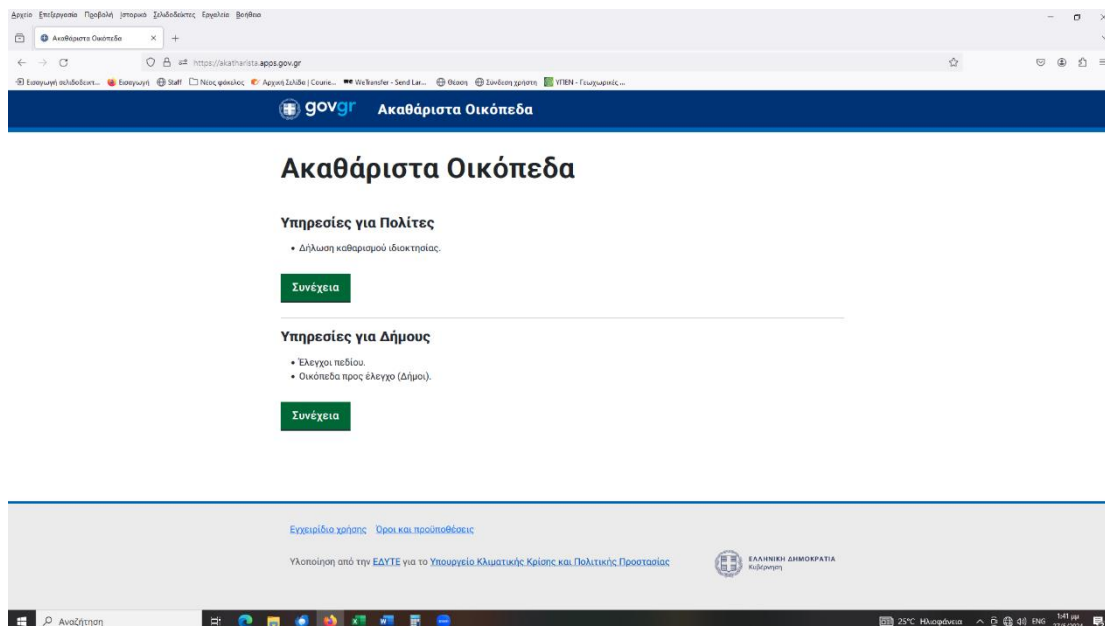 Αρχείο Επεξεργασία Προβολή Ιστορικό Σελιδοδείκτες Εργαλεία Βοήθεια
Ακαθάριστα Οικόπεδα
https://akatharista.apps.gov.gr
Εισαγωγή σελιδοδεικτ... Εισαγωγή Staff Νέος φάκελος Αρχική Σελίδα | Courie... WeTransfer - Send Lar... Θέαση Σύνδεση χρήστη ΥΠΕΝ - Γεωχωρικές ...
govgr Ακαθάριστα Οικόπεδα
Ακαθάριστα Οικόπεδα
Υπηρεσίες για Πολίτες
• Δήλωση καθαρισμού ιδιοκτησίας.
Συνέχεια
Υπηρεσίες για Δήμους
• Έλεγχοι πεδίου.
• Οικόπεδα προς έλεγχο (Δήμοι).
Συνέχεια
Εγχειρίδιο χρήσης Όροι και προϋποθέσεις
Υλοποίηση από την ΕΔΥΤΕ για το Υπουργείο Κλιματικής Κρίσης και Πολιτικής Προστασίας
ΕΛΛΗΝΙΚΗ ΔΗΜΟΚΡΑΤΙΑ
Κυβέρνηση
Αναζήτηση
25°C Ηλιοφάνεια
ENG
1:41 μμ